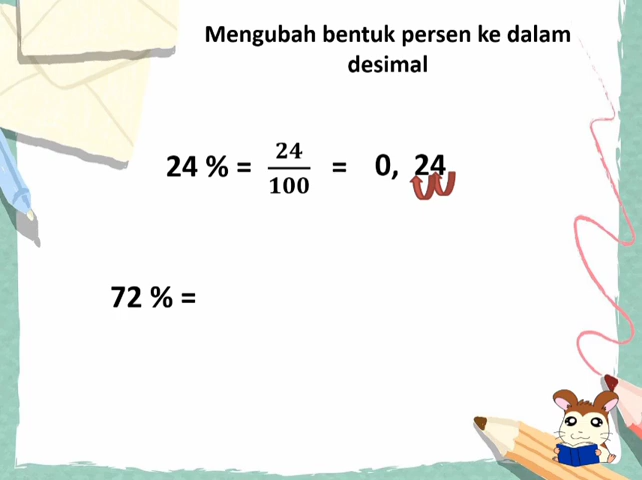 Mengubah bentuk persen ke dalam
desimal
24 % = 24/100 = 0, 24
72 % =